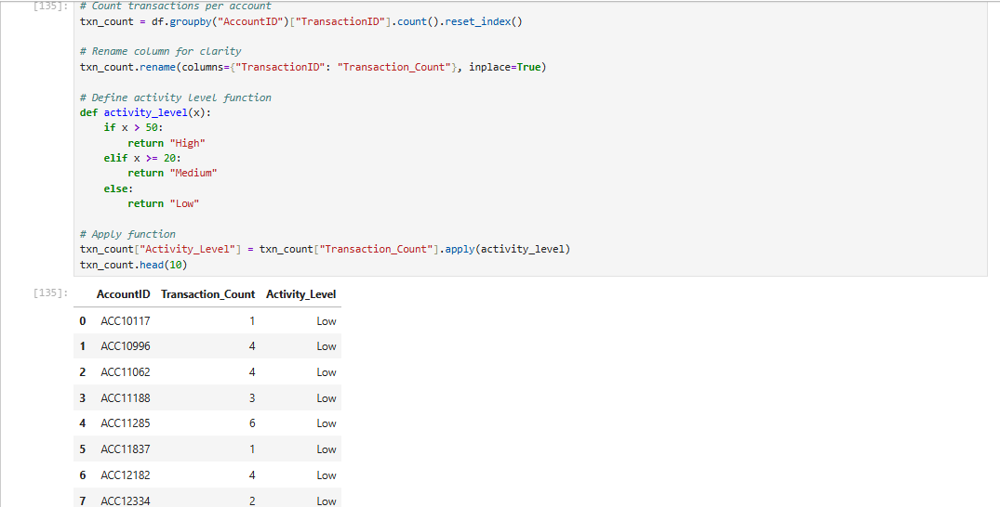 [135]: # Count transactions per account
txn_count = df.groupby("AccountID")["TransactionID"].count().reset_index()
# Rename column for clarity
txn_count.rename(columns={"TransactionID": "Transaction_Count"}, inplace=True)
# Define activity level function
def activity_level(x):
    if x > 50:
        return "High"
    elif x >= 20:
        return "Medium"
    else:
        return "Low"
# Apply function
txn_count["Activity_Level"] = txn_count["Transaction_Count"].apply(activity_level)
txn_count.head(10)
[135]: AccountID Transaction_Count Activity_Level
0 ACC10117 1 Low
1 ACC10996 4 Low
2 ACC11062 4 Low
3 ACC11188 3 Low
4 ACC11285 6 Low
5 ACC11837 1 Low
6 ACC12182 4 Low
7 ACC12334 2 Low